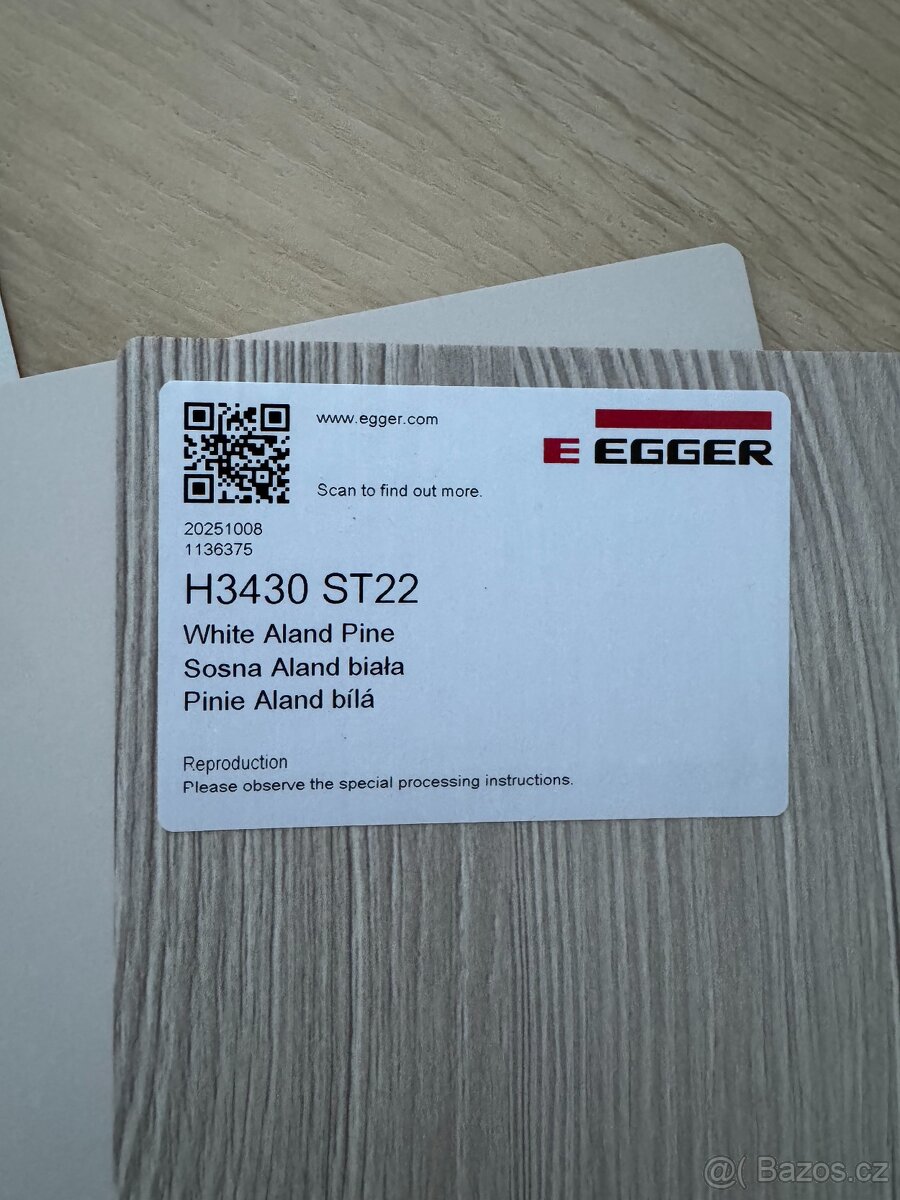 www.egger.com
E EGGER
Scan to find out more.
20251008
1136375
H3430 ST22
White Aland Pine
Sosna Aland biała
Pinie Aland bílá
Reproduction
Please observe the special processing instructions.
@( Bazos.cz